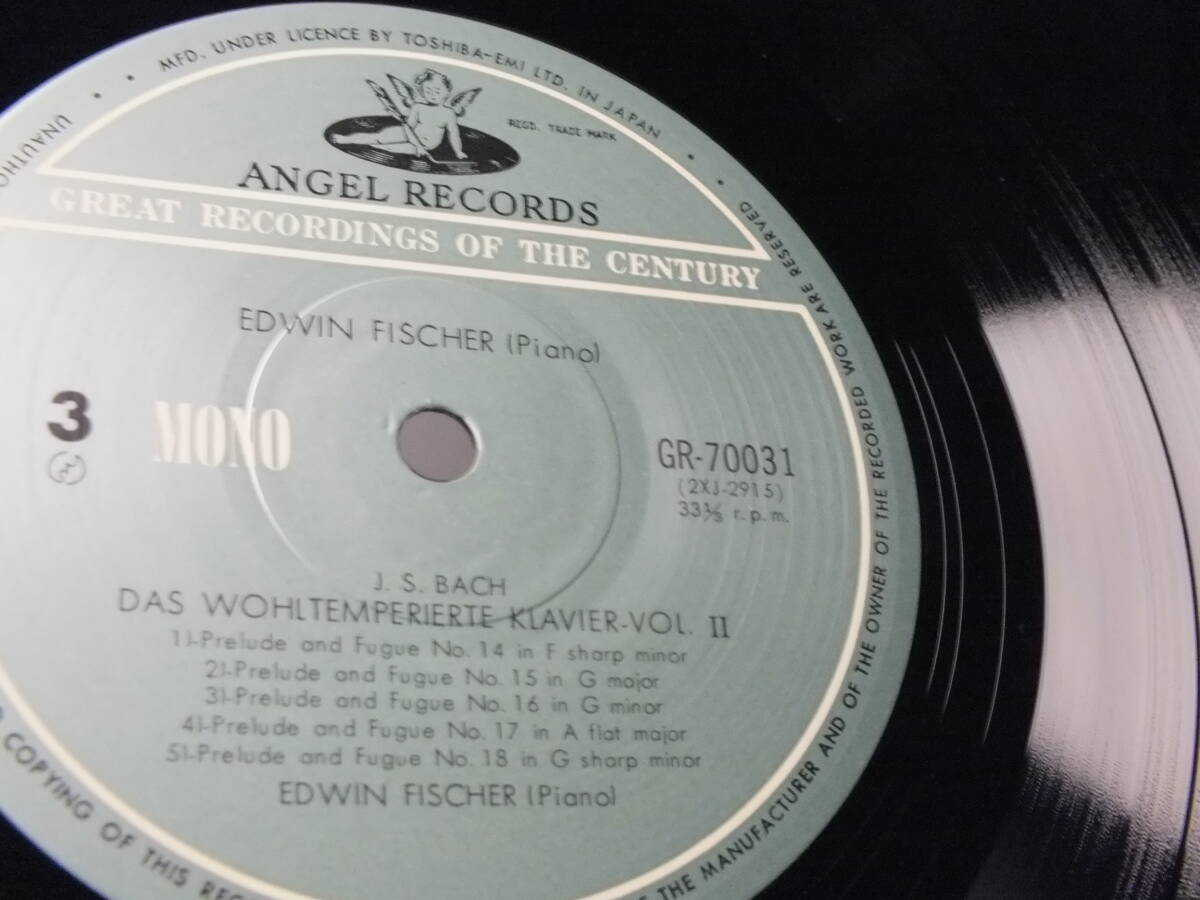 MFD. UNDER LICENCE BY TOSHIBA-EMI LTD. IN JAPAN
REGD. TRADE MARK
ANGEL RECORDS
GREAT RECORDINGS OF THE CENTURY
EDWIN FISCHER (Piano)
3
MONO
GR-70031
(2XJ-2915)
33⅓ r.p.m.
J. S. BACH
DAS WOHLTEMPERIERTE KLAVIER-VOL. II
1)-Prelude and Fugue No. 14 in F sharp minor
2)-Prelude and Fugue No. 15 in G major
3)-Prelude and Fugue No. 16 in G minor
4)-Prelude and Fugue No. 17 in A flat major
5)-Prelude and Fugue No. 18 in G sharp minor
EDWIN FISCHER (Piano)
COPYING OF THIS
THE MANUFACTURER AND OF THE OWNER OF THE RECORDED WORK ARE RESERVED